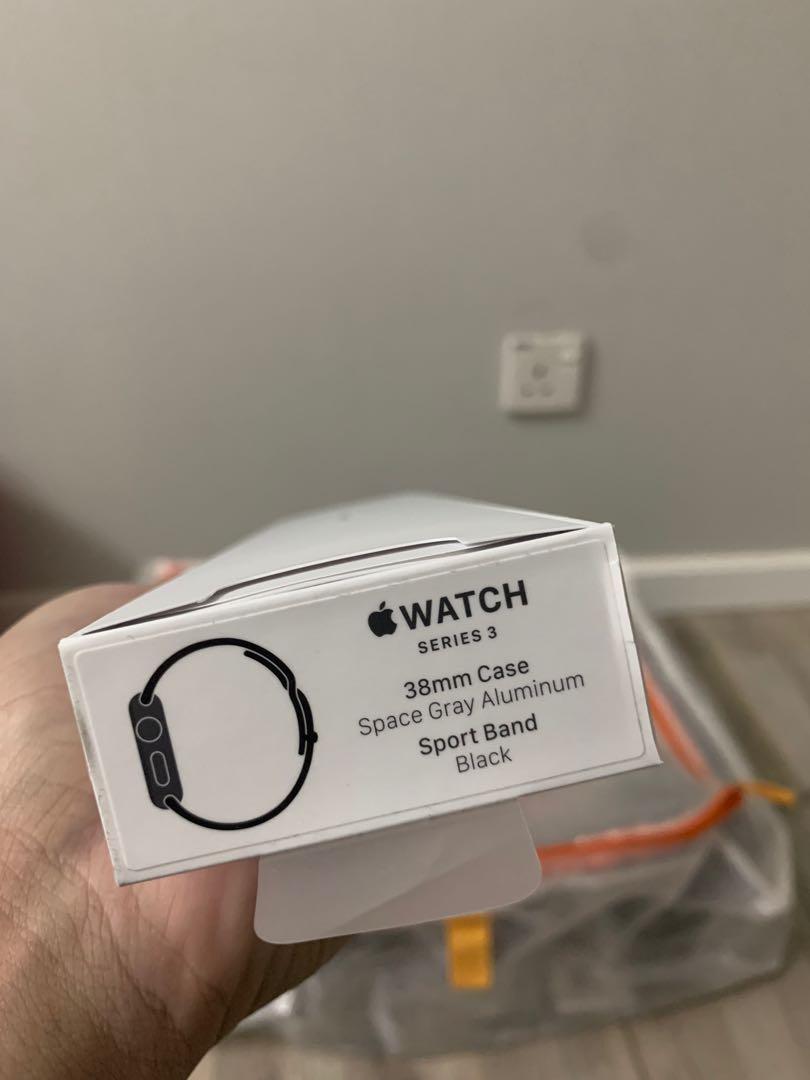 WATCH
SERIES 3
38mm Case
Space Gray Aluminum
Sport Band
Black